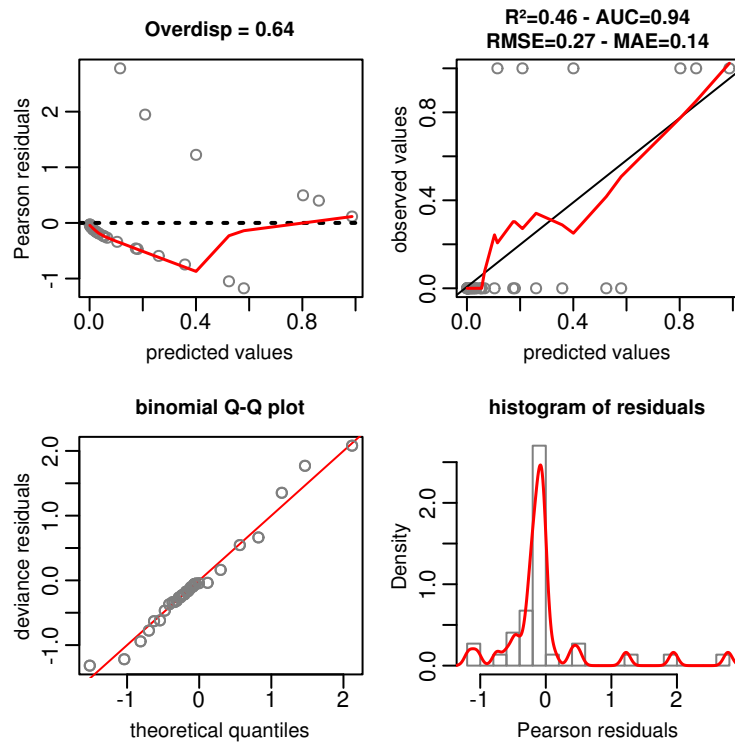 Overdisp = 0.64
Pearson residuals
2
1
0
-1
0.0
0.4
0.8
predicted values
R²=0.46 - AUC=0.94
RMSE=0.27 - MAE=0.14
observed values
0.8
0.4
0.0
0.0
0.4
0.8
predicted values
binomial Q-Q plot
deviance residuals
2.0
1.0
0.0
-1.0
-1
0
1
2
theoretical quantiles
histogram of residuals
Density
2.0
1.0
0.0
-1
0
1
2
Pearson residuals